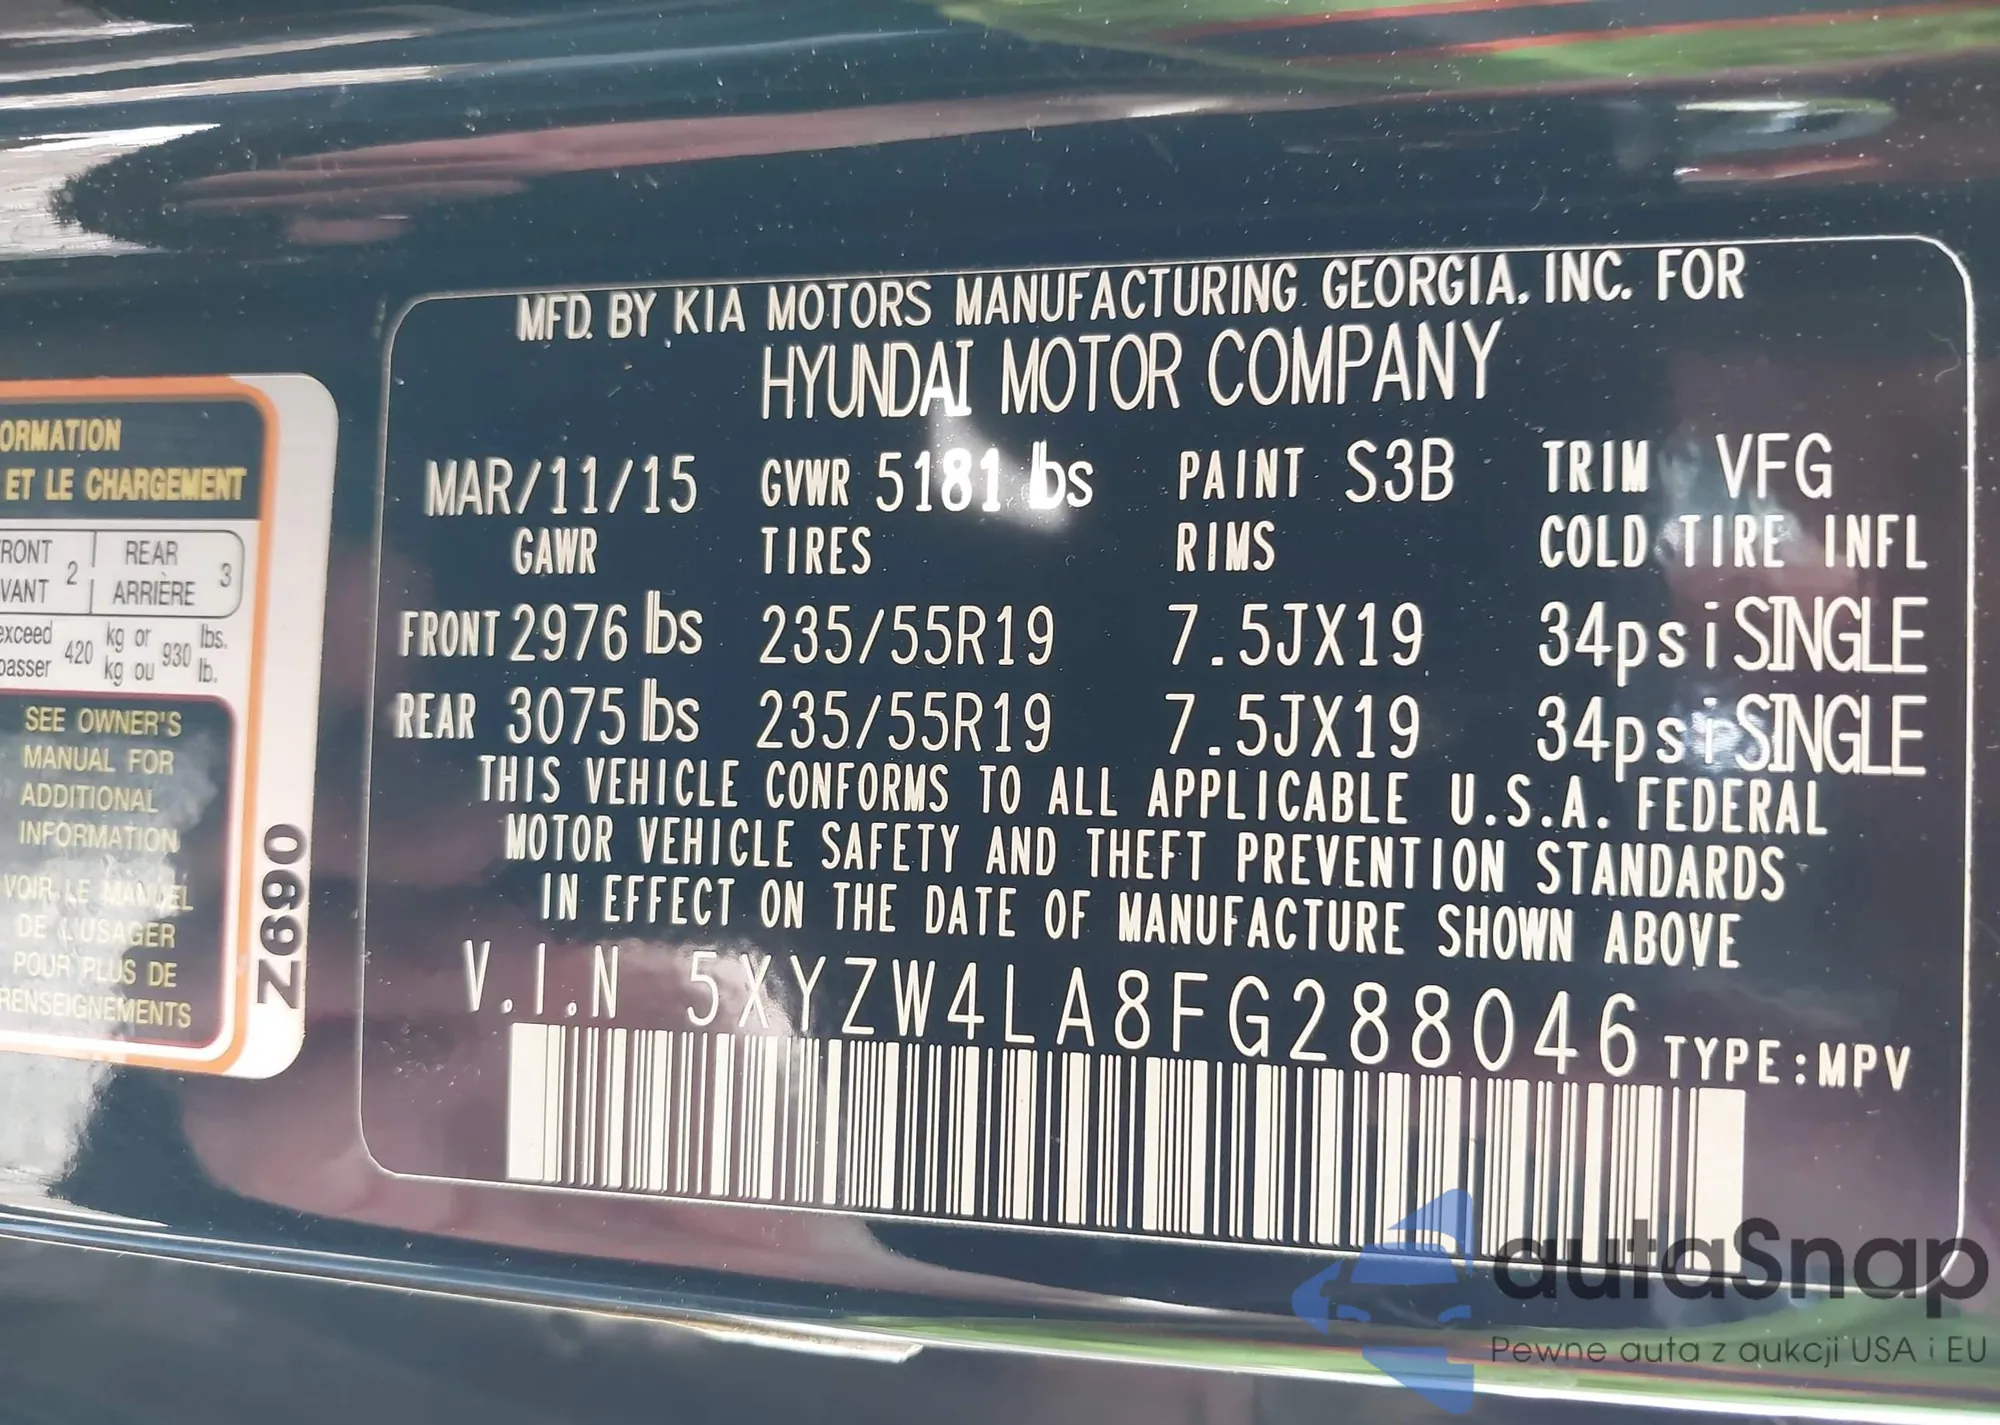 MFD. BY KIA MOTORS MANUFACTURING GEORGIA, INC. FOR
HYUNDAI MOTOR COMPANY
MAR/11/15 GVWR 5181 lbs PAINT S3B TRIM VFG
GAWR TIRES RIMS COLD TIRE INFL
FRONT 2976 lbs 235/55R19 7.5JX19 34psi SINGLE
REAR 3075 lbs 235/55R19 7.5JX19 34psi SINGLE
THIS VEHICLE CONFORMS TO ALL APPLICABLE U.S.A. FEDERAL
MOTOR VEHICLE SAFETY AND THEFT PREVENTION STANDARDS
IN EFFECT ON THE DATE OF MANUFACTURE SHOWN ABOVE
V.I.N 5XYZW4LA8FG288046 TYPE:MPV
ORMATION
ET LE CHARGEMENT
RONT 2 REAR 3
VANT ARRIÈRE
exceed 420 kg or 930 lbs.
passer kg ou lb.
SEE OWNER'S
MANUAL FOR
ADDITIONAL
INFORMATION
VOIR LE MANUEL
DE L'USAGER
POUR PLUS DE
RENSEIGNEMENTS
Z690
autaSnap
Pewne auta z aukcji USA i EU